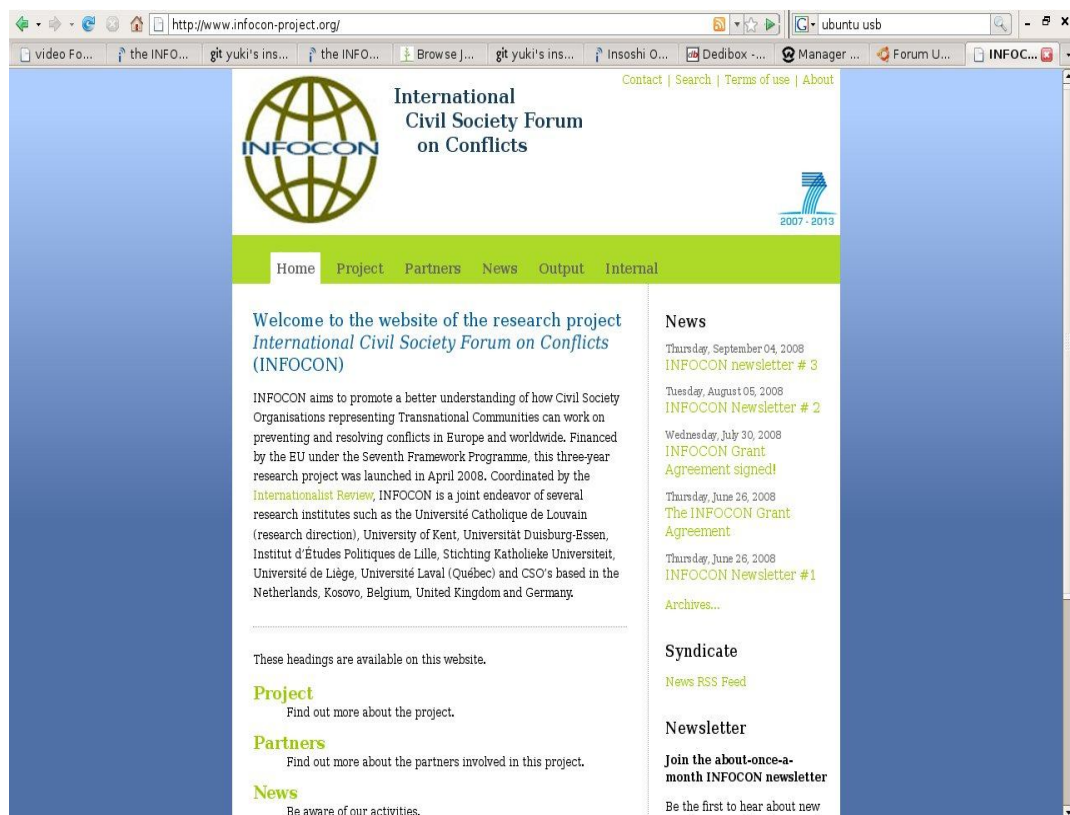 http://www.infocon-project.org/
ubuntu usb
video Fo...
the INFO...
git yuki's ins...
the INFO...
Browse J...
git yuki's ins...
Insoshi O...
Dedibox -...
Manager ...
Forum U...
INFOC...
INFOCON
International
Civil Society Forum
on Conflicts
Contact | Search | Terms of use | About
7
2007 - 2013
Home Project Partners News Output Internal
Welcome to the website of the research project
International Civil Society Forum on Conflicts
(INFOCON)
INFOCON aims to promote a better understanding of how Civil Society
Organisations representing Transnational Communities can work on
preventing and resolving conflicts in Europe and worldwide. Financed
by the EU under the Seventh Framework Programme, this three-year
research project was launched in April 2008. Coordinated by the
Internationalist Review, INFOCON is a joint endeavor of several
research institutes such as the Université Catholique de Louvain
(research direction), University of Kent, Universität Duisburg-Essen,
Institut d'Études Politiques de Lille, Stichting Katholieke Universiteit,
Université de Liège, Université Laval (Québec) and CSO's based in the
Netherlands, Kosovo, Belgium, United Kingdom and Germany.
These headings are available on this website.
Project
Find out more about the project.
Partners
Find out more about the partners involved in this project.
News
Be aware of our activities.
News
Thursday, September 04, 2008
INFOCON newsletter # 3
Tuesday, August 05, 2008
INFOCON Newsletter # 2
Wednesday, July 30, 2008
INFOCON Grant
Agreement signed!
Thursday, June 26, 2008
The INFOCON Grant
Agreement
Thursday, June 26, 2008
INFOCON Newsletter #1
Archives...
Syndicate
News RSS Feed
Newsletter
Join the about-once-a-
month INFOCON newsletter
Be the first to hear about new